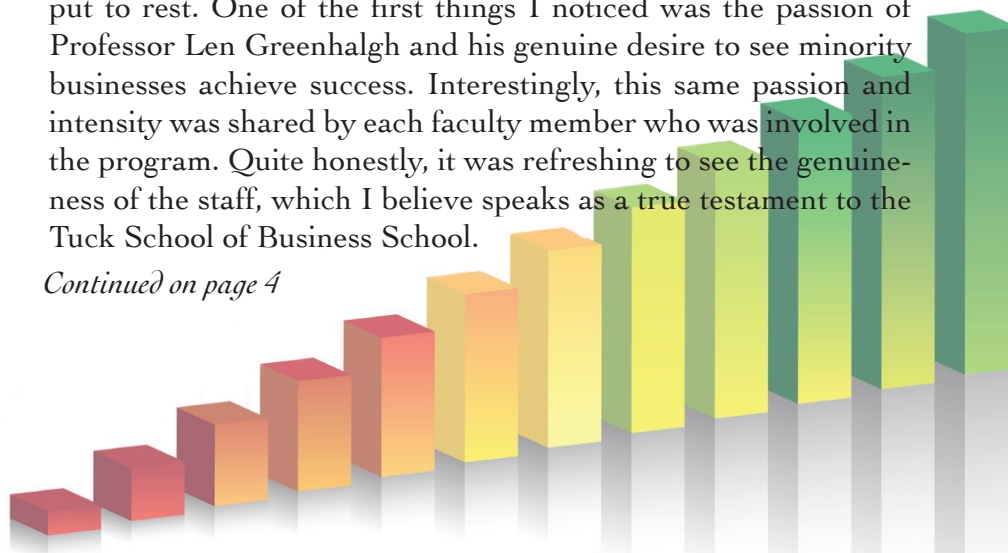 put to rest. One of the first things I noticed was the passion of
Professor Len Greenhalgh and his genuine desire to see minority
businesses achieve success. Interestingly, this same passion and
intensity was shared by each faculty member who was involved in
the program. Quite honestly, it was refreshing to see the genuine-
ness of the staff, which I believe speaks as a true testament to the
Tuck School of Business School.
Continued on page 4